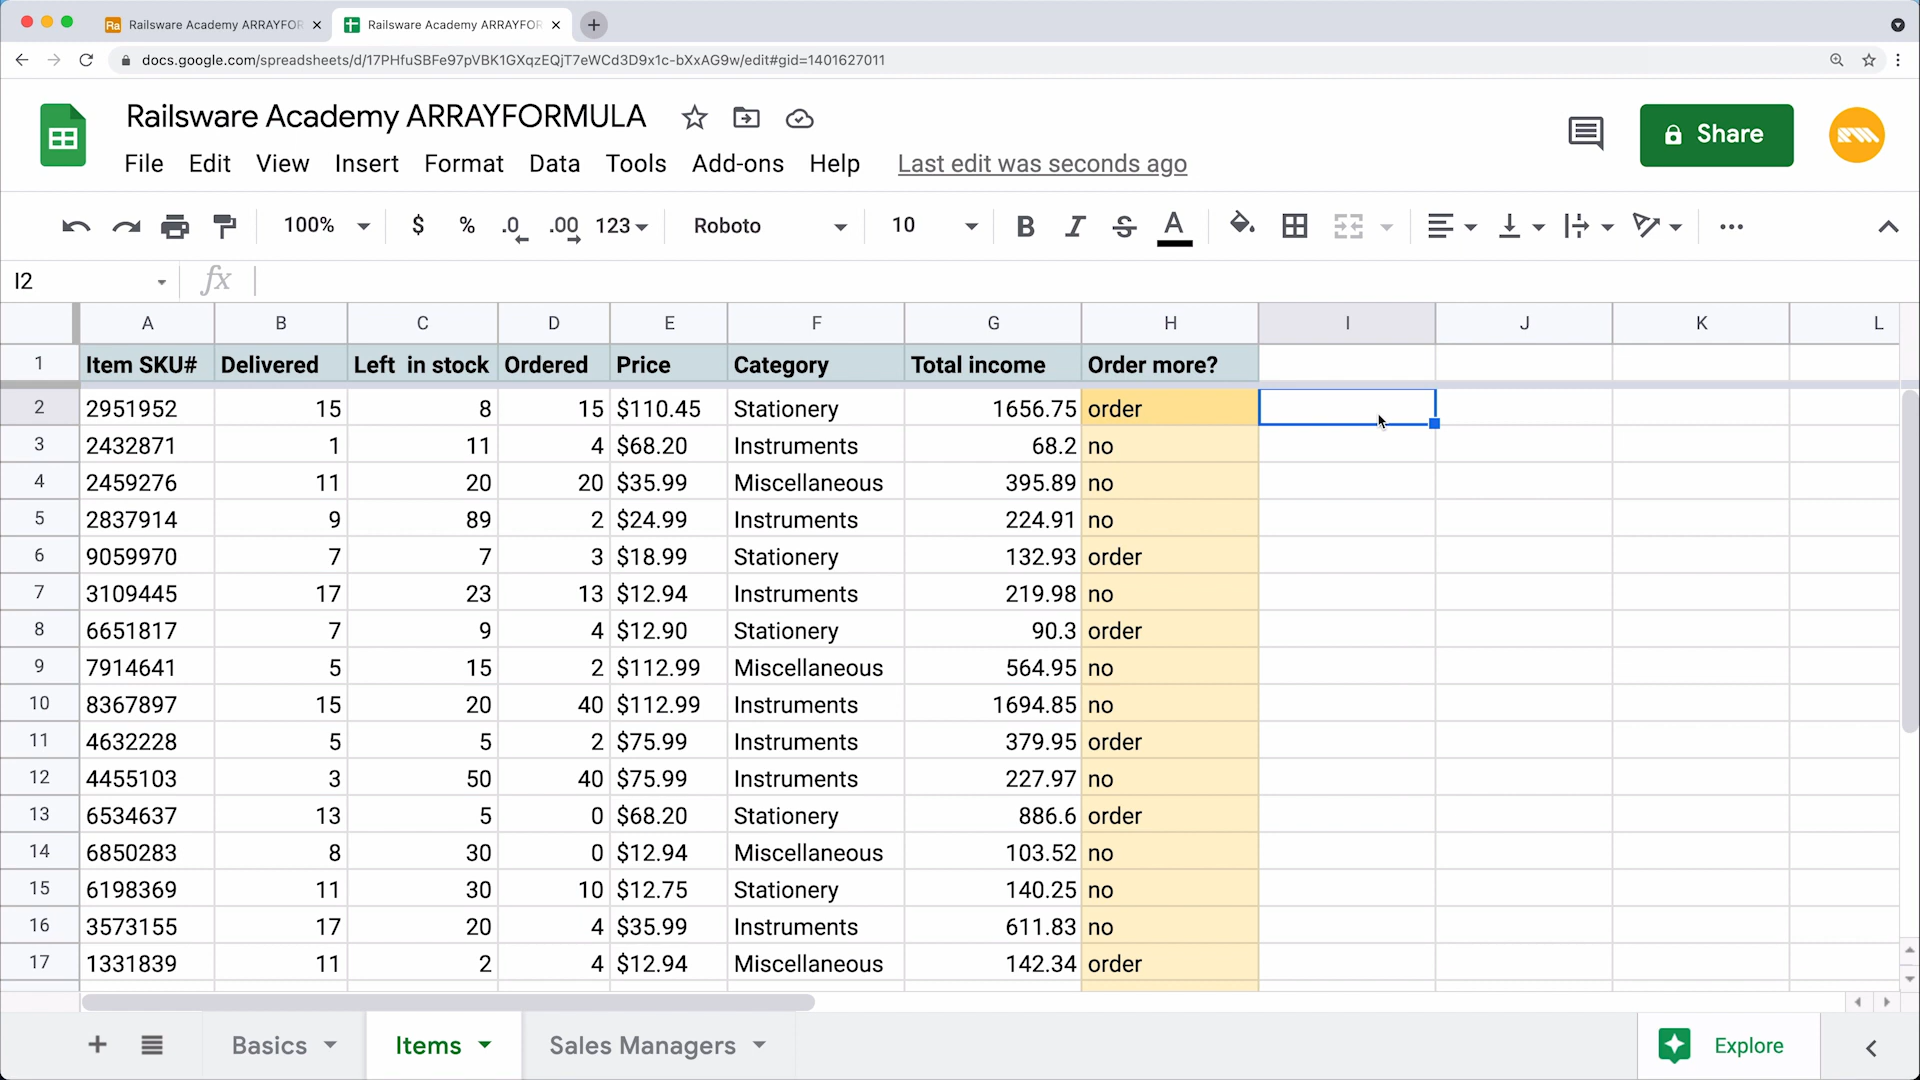 Ra Railsware Academy ARRAYFOR
Railsware Academy ARRAYFOR
docs.google.com/spreadsheets/d/17PHfuSBFe97pVBK1GXqzEQjT7eWCd3D9x1c-bXxAG9w/edit#gid=1401627011
Railsware Academy ARRAYFORMULA
Share
File Edit View Insert Format Data Tools Add-ons Help Last edit was seconds ago
100% $ % .0 .00 123 Roboto 10 B I S A
I2 fx
A B C D E F G H I J K L
1 Item SKU# Delivered Left in stock Ordered Price Category Total income Order more?
2 2951952 15 8 15 $110.45 Stationery 1656.75 order
3 2432871 1 11 4 $68.20 Instruments 68.2 no
4 2459276 11 20 20 $35.99 Miscellaneous 395.89 no
5 2837914 9 89 2 $24.99 Instruments 224.91 no
6 9059970 7 7 3 $18.99 Stationery 132.93 order
7 3109445 17 23 13 $12.94 Instruments 219.98 no
8 6651817 7 9 4 $12.90 Stationery 90.3 order
9 7914641 5 15 2 $112.99 Miscellaneous 564.95 no
10 8367897 15 20 40 $112.99 Instruments 1694.85 no
11 4632228 5 5 2 $75.99 Instruments 379.95 order
12 4455103 3 50 40 $75.99 Instruments 227.97 no
13 6534637 13 5 0 $68.20 Stationery 886.6 order
14 6850283 8 30 0 $12.94 Miscellaneous 103.52 no
15 6198369 11 30 10 $12.75 Stationery 140.25 no
16 3573155 17 20 4 $35.99 Instruments 611.83 no
17 1331839 11 2 4 $12.94 Miscellaneous 142.34 order
Basics Items Sales Managers Explore